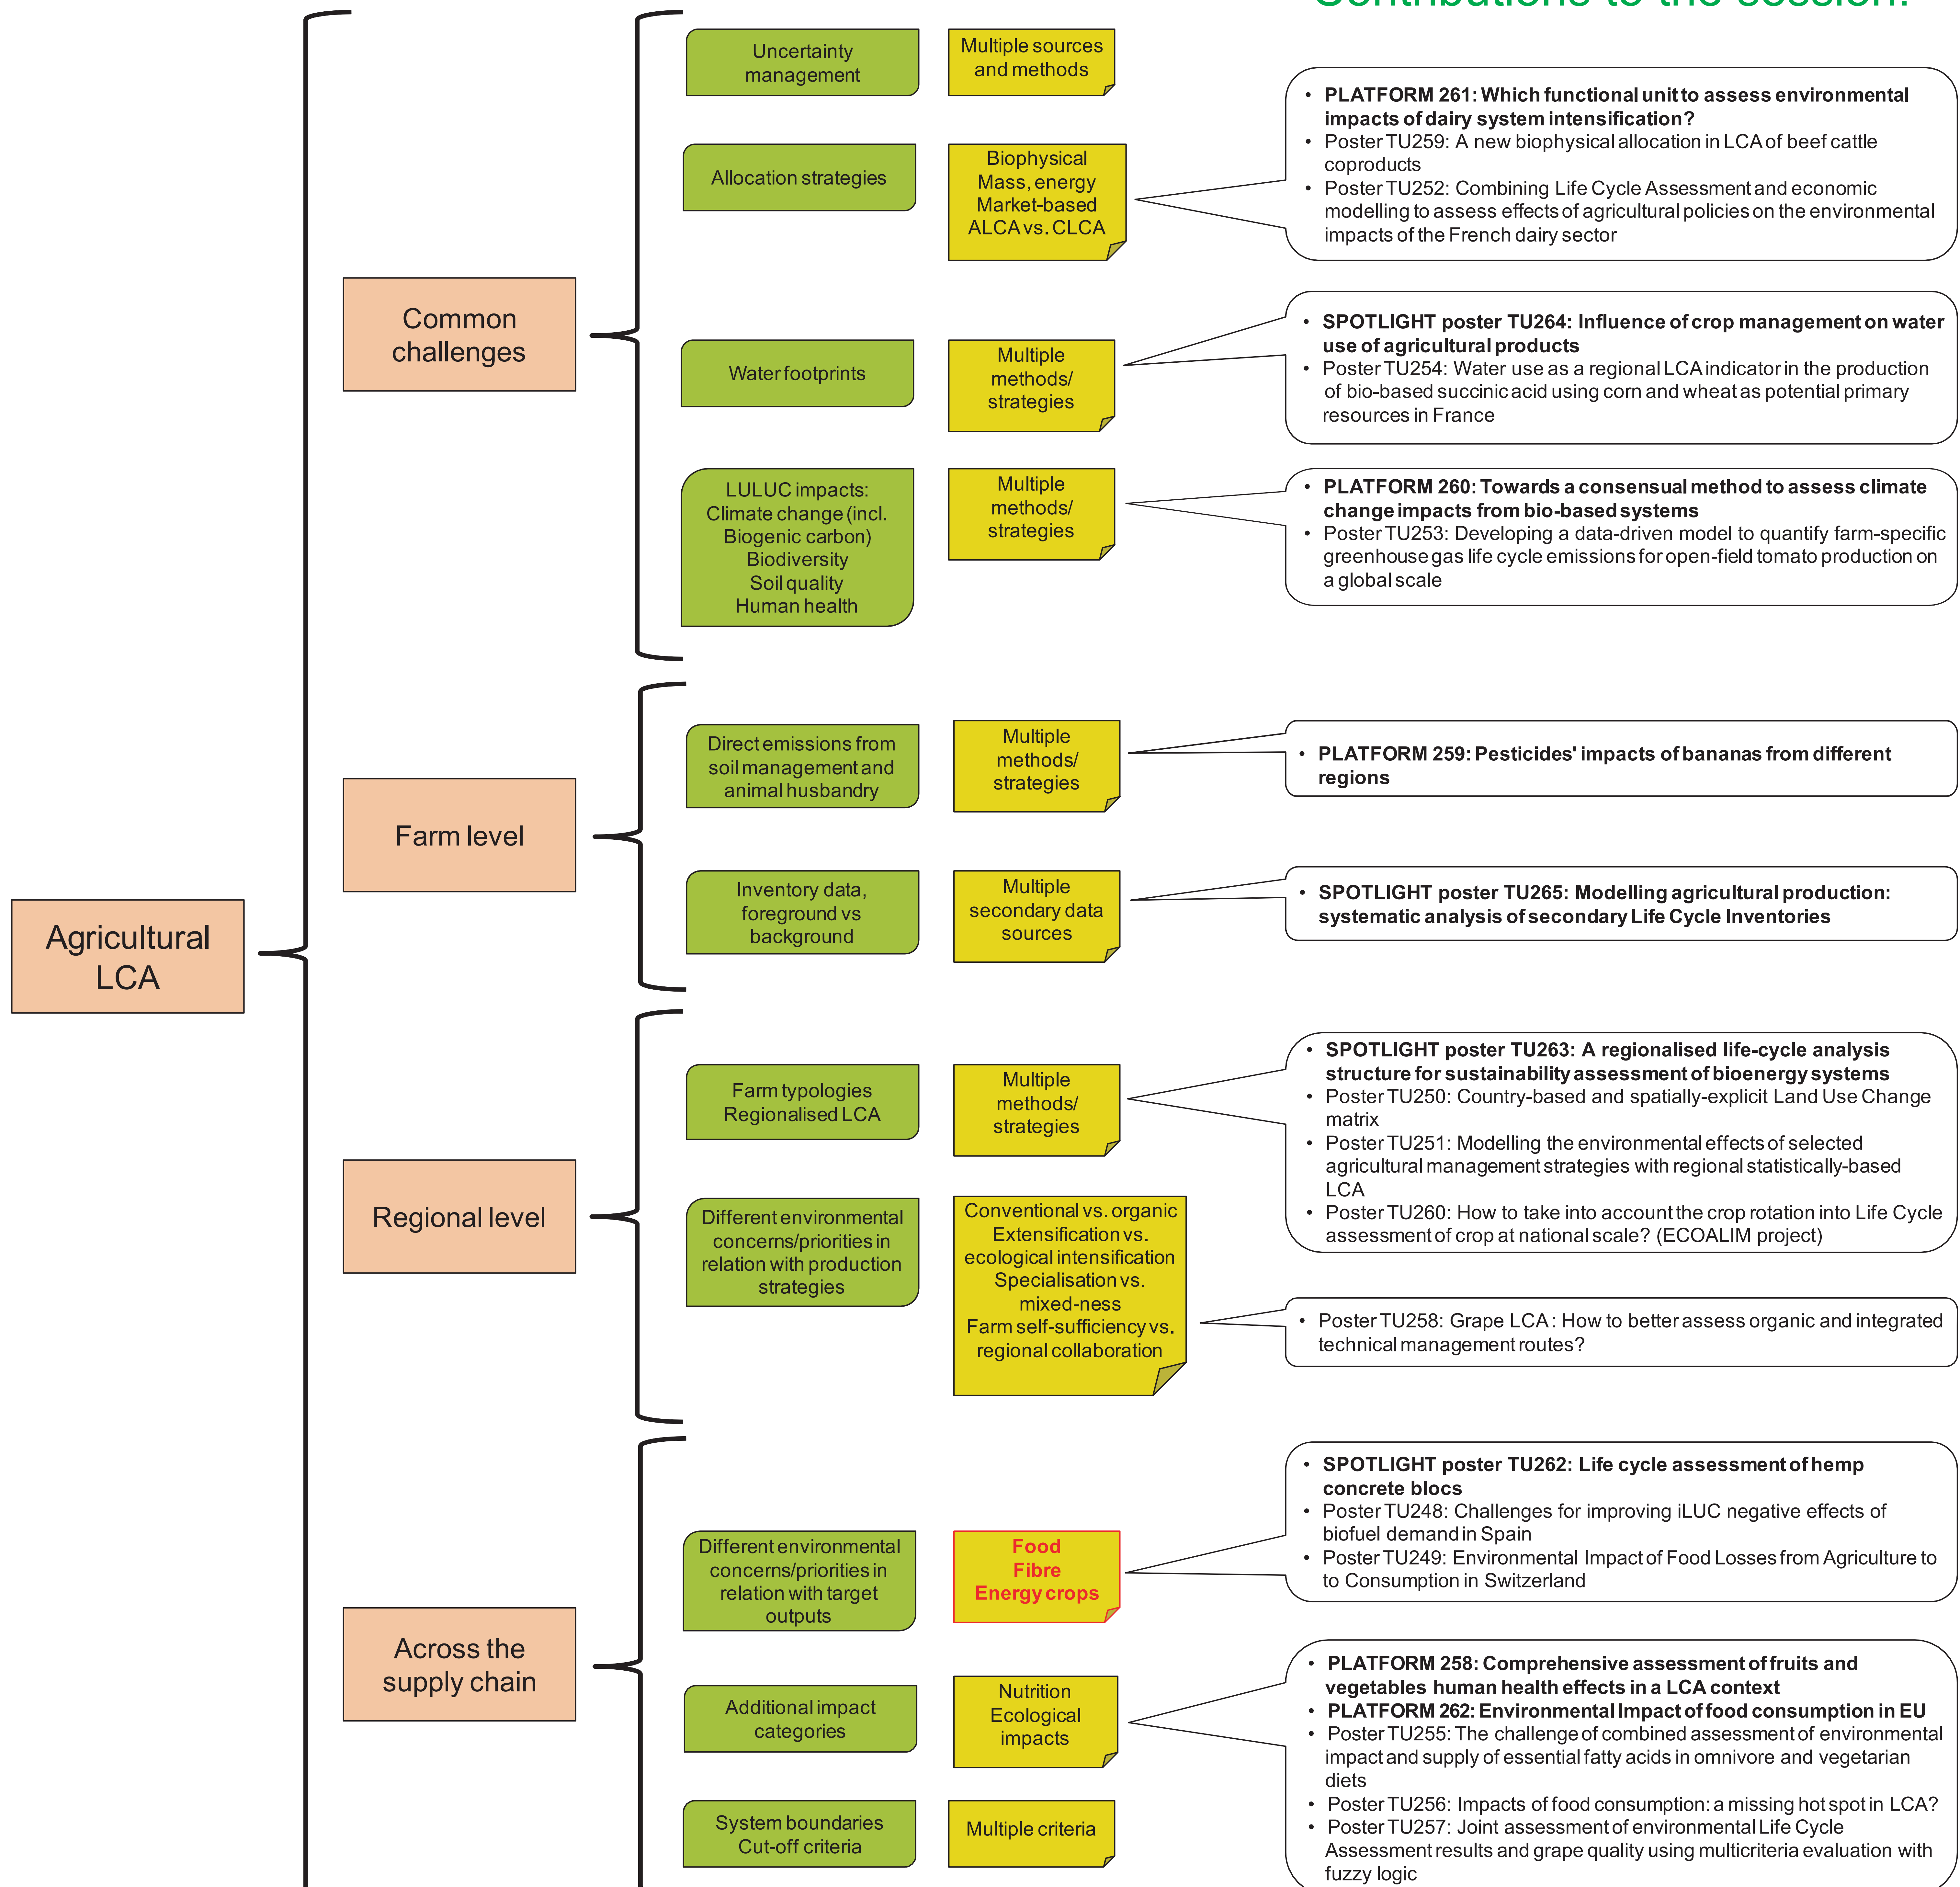 Contributions to the session:
Uncertainty
management
Multiple sources
and methods
Allocation strategies
Biophysical
Mass, energy
Market-based
ALCA vs. CLCA
• PLATFORM 261: Which functional unit to assess environmental
impacts of dairy system intensification?
• Poster TU259: A new biophysical allocation in LCA of beef cattle
coproducts
• Poster TU252: Combining Life Cycle Assessment and economic
modelling to assess effects of agricultural policies on the environmental
impacts of the French dairy sector
Common
challenges
Water footprints
Multiple
methods/
strategies
• SPOTLIGHT poster TU264: Influence of crop management on water
use of agricultural products
• Poster TU254: Water use as a regional LCA indicator in the production
of bio-based succinic acid using corn and wheat as potential primary
resources in France
LULUC impacts:
Climate change (incl.
Biogenic carbon)
Biodiversity
Soil quality
Human health
Multiple
methods/
strategies
• PLATFORM 260: Towards a consensual method to assess climate
change impacts from bio-based systems
• Poster TU253: Developing a data-driven model to quantify farm-specific
greenhouse gas life cycle emissions for open-field tomato production on
a global scale
Direct emissions from
soil management and
animal husbandry
Multiple
methods/
strategies
• PLATFORM 259: Pesticides' impacts of bananas from different
regions
Farm level
Inventory data,
foreground vs
background
Multiple
secondary data
sources
• SPOTLIGHT poster TU265: Modelling agricultural production:
systematic analysis of secondary Life Cycle Inventories
Agricultural
LCA
Farm typologies
Regionalised LCA
Multiple
methods/
strategies
• SPOTLIGHT poster TU263: A regionalised life-cycle analysis
structure for sustainability assessment of bioenergy systems
• Poster TU250: Country-based and spatially-explicit Land Use Change
matrix
• Poster TU251: Modelling the environmental effects of selected
agricultural management strategies with regional statistically-based
LCA
• Poster TU260: How to take into account the crop rotation into Life Cycle
assessment of crop at national scale? (ECOALIM project)
Regional level
Different environmental
concerns/priorities in
relation with production
strategies
Conventional vs. organic
Extensification vs.
ecological intensification
Specialisation vs.
mixed-ness
Farm self-sufficiency vs.
regional collaboration
• Poster TU258: Grape LCA : How to better assess organic and integrated
technical management routes?
Different environmental
concerns/priorities in
relation with target
outputs
Food
Fibre
Energy crops
• SPOTLIGHT poster TU262: Life cycle assessment of hemp
concrete blocs
• Poster TU248: Challenges for improving iLUC negative effects of
biofuel demand in Spain
• Poster TU249: Environmental Impact of Food Losses from Agriculture to
to Consumption in Switzerland
Across the
supply chain
Additional impact
categories
Nutrition
Ecological
impacts
• PLATFORM 258: Comprehensive assessment of fruits and
vegetables human health effects in a LCA context
• PLATFORM 262: Environmental Impact of food consumption in EU
• Poster TU255: The challenge of combined assessment of environmental
impact and supply of essential fatty acids in omnivore and vegetarian
diets
• Poster TU256: Impacts of food consumption: a missing hot spot in LCA?
• Poster TU257: Joint assessment of environmental Life Cycle
Assessment results and grape quality using multicriteria evaluation with
fuzzy logic
System boundaries
Cut-off criteria
Multiple criteria